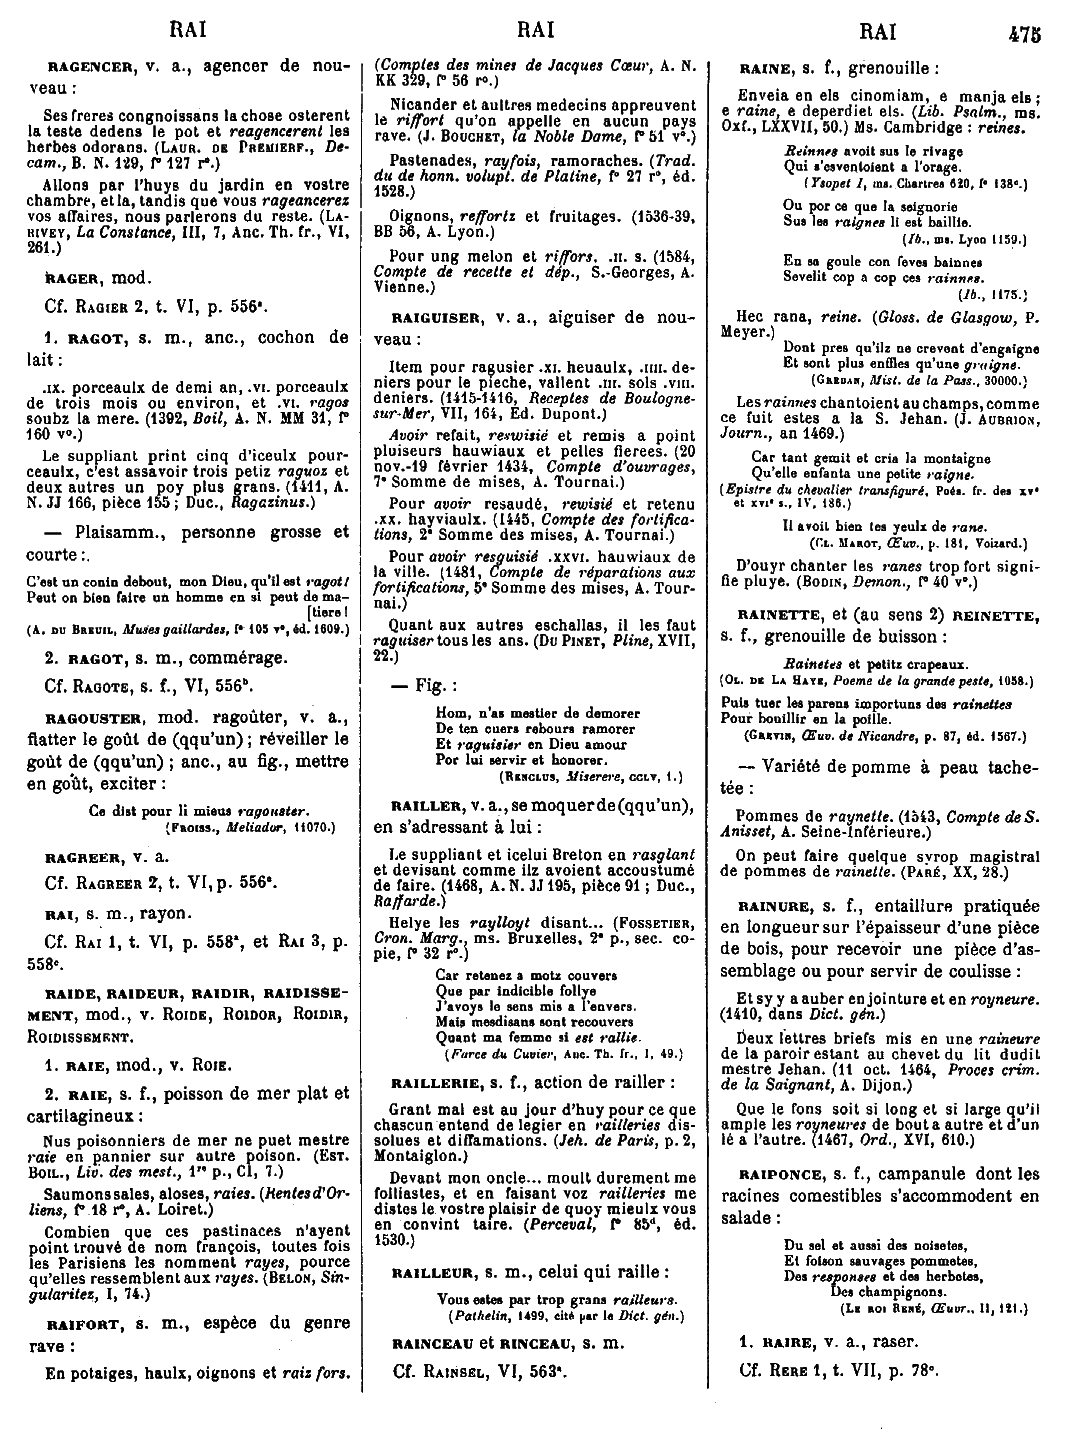 RAI
RAI
RAI
475
RAGENCER, v. a., agencer de nou-
veau :
Ses freres congnoissans la chose osterent
la teste dedens le pot et reagencerent les
herbes odorans. (LAUR. DE PREMIERF., De-
cam., B. N. 129, f° 127 r°.)
Allons par l'huys du jardin en vostre
chambre, et la, tandis que vous rageancerez
vos affaires, nous parlerons du reste. (LA-
RIVEY, La Constance, III, 7, Anc. Th. fr., VI,
261.)
RAGER, mod.
Cf. RAGIER 2, t. VI, p. 556ª.
1. RAGOT, s. m., anc., cochon de
lait :
.IX. porceaulx de demi an, .VI. porceaulx
de trois mois ou environ, et .VI. ragos
soubz la mere. (1392, Boil, A. N. MM 31, f°
160 v°.)
Le suppliant print cinq d'iceulx pour-
ceaulx, c'est assavoir trois petiz raguoz et
deux autres un poy plus grans. (1411, A.
N. JJ 166, pièce 155 ; Duc., Ragazinus.)
— Plaisamm., personne grosse et
courte :.
C'est un conin debout, mon Dieu, qu'il est ragot!
Peut on bien faire un homme en si peut de ma-
[tiere !
(A. DU BREUIL, Muses gaillardes, f° 105 v°, éd. 1609.)
2. RAGOT, s. m., commérage.
Cf. RAGOTE, s. f., VI, 556ᵇ.
RAGOUSTER, mod. ragoûter, v. a.,
flatter le goût de (qqu'un) ; réveiller le
goût de (qqu'un) ; anc., au fig., mettre
en goût, exciter :
Ce dist pour li mieus ragouster.
(FROISS., Meliador, 11070.)
RAGREER, v. a.
Cf. RAGREER 2, t. VI, p. 556ª.
RAI, s. m., rayon.
Cf. RAI 1, t. VI, p. 558ª, et RAI 3, p.
558ᶜ.
RAIDE, RAIDEUR, RAIDIR, RAIDISSE-
MENT, mod., v. ROIDE, ROIDOR, ROIDIR,
ROIDISSEMENT.
1. RAIE, mod., v. ROIE.
2. RAIE, s. f., poisson de mer plat et
cartilagineux :
Nus poisonniers de mer ne puet mestre
raie en pannier sur autre poison. (EST.
BOIL., Liv. des mest., 1re p., CI, 7.)
Saumons sales, aloses, raies. (Rentes d'Or-
liens, f° 18 r°, A. Loiret.)
Combien que ces pastinaces n'ayent
point trouvé de nom françois, toutes fois
les Parisiens les nomment rayes, pource
qu'elles ressemblent aux rayes. (BELON, Sin-
gularitez, I, 74.)
RAIFORT, s. m., espèce du genre
rave :
En potaiges, haulx, oignons et raiz fors.
(Comptes des mines de Jacques Cœur, A. N.
KK 329, f° 56 r°.)
Nicander et aultres medecins appreuvent
le riffort qu'on appelle en aucun pays
rave. (J. BOUCHET, la Noble Dame, f° 51 v°.)
Pastenades, rayfois, ramoraches. (Trad.
du de honn. volupt. de Platine, f° 27 r°, éd.
1528.)
Oignons, reffortz et fruitages. (1536-39,
BB 56, A. Lyon.)
Pour ung melon et riffors, .II. s. (1584,
Compte de recette et dép., S.-Georges, A.
Vienne.)
RAIGUISER, v. a., aiguiser de nou-
veau :
Item pour ragusier .XI. heuaulx, .IIII. de-
niers pour le pieche, vallent .III. sols .VIII.
deniers. (1415-1416, Receptes de Boulogne-
sur-Mer, VII, 164, Ed. Dupont.)
Avoir refait, rewisié et remis a point
pluiseurs hauwiaux et pelles fierees. (20
nov.-19 février 1434, Compte d'ouvrages,
7ᵉ Somme de mises, A. Tournai.)
Pour avoir resaudé, rewisié et retenu
.XX. hayviaulx. (1445, Compte des fortifica-
tions, 2ᵉ Somme des mises, A. Tournai.)
Pour avoir resguisié .XXVI. hauwiaux de
la ville. (1481, Compte de réparations aux
fortifications, 5ᵉ Somme des mises, A. Tour-
nai.)
Quant aux autres eschallas, il les faut
raguiser tous les ans. (DU PINET, Pline, XVII,
22.)
— Fig. :
Hom, n'as mestier de demorer
De ten cuers rebours ramorer
Et raguisier en Dieu amour
Por lui servir et honorer.
(RENCLUS, Miserere, CCLV, 1.)
RAILLER, v. a., se moquer de (qqu'un),
en s'adressant à lui :
Le suppliant et icelui Breton en rasglant
et devisant comme ilz avoient accoustumé
de faire. (1468, A. N. JJ 195, pièce 91 ; Duc.,
Raffarde.)
Helye les raylloyt disant... (FOSSETIER,
Cron. Marg., ms. Bruxelles, 2ᵉ p., sec. co-
pie, f° 32 r°.)
Car retenez a motz couvers
Que par indicible follye
J'avoys le sens mis a l'envers.
Mais mesdisans sont recouvers
Quant ma femme si est rallie.
(Farce du Cuvier, Anc. Th. fr., I, 49.)
RAILLERIE, s. f., action de railler :
Grant mal est au jour d'huy pour ce que
chascun entend de legier en railleries dis-
solues et diffamations. (Jeh. de Paris, p. 2,
Montaiglon.)
Devant mon oncle... moult durement me
folliastes, et en faisant voz railleries me
distes le vostre plaisir de quoy mieulx vous
en convint taire. (Perceval, f° 85ᵈ, éd.
1530.)
RAILLEUR, s. m., celui qui raille :
Vous estes par trop grans railleurs.
(Pathelin, 1499, cité par le Dict. gén.)
RAINCEAU et RINCEAU, s. m.
Cf. RAINSEL, VI, 563ª.
RAINE, s. f., grenouille :
Enveia en els cinomiam, e manja els ;
e raine, e deperdiet els. (Lib. Psalm., ms.
Oxf., LXXVII, 50.) Ms. Cambridge : reines.
Reinnes avoit sus le rivage
Qui s'esventoient a l'orage.
(Ysopet I, ms. Chartres 620, f° 138ᶜ.)
Ou por ce que la seignorie
Sus les raignes li est baillie.
(Ib., ms. Lyon 1159.)
En sa goule con feves bainnes
Sevelit cop a cop ces rainnes.
(Ib., 1175.)
Hec rana, reine. (Gloss. de Glasgow, P.
Meyer.)
Dont pres qu'ilz ne crevent d'engaigne
Et sont plus enffles qu'une graigne.
(GREBAN, Mist. de la Pass., 30000.)
Les rainnes chantoient au champs, comme
ce fuit estes a la S. Jehan. (J. AUBRION,
Journ., an 1469.)
Car tant gemit et cria la montaigne
Qu'elle enfanta une petite raigne.
(Epistre du chevalier transfiguré, Poés. fr. des XVᵉ
et XVIᵉ s., IV, 186.)
Il avoit bien tes yeulx de rane.
(CL. MAROT, Œuv., p. 181, Voizard.)
D'ouyr chanter les ranes trop fort signi-
fie pluye. (BODIN, Demon., f° 40 v°.)
RAINETTE, et (au sens 2) REINETTE,
s. f., grenouille de buisson :
Rainetes et petitz crapeaux.
(OL. DE LA HAYE, Poeme de la grande peste, 1058.)
Puis tuer les parens importuns des rainettes
Pour bouillir en la poille.
(GREVIN, Œuv. de Nicandre, p. 87, éd. 1567.)
— Variété de pomme à peau tache-
tée :
Pommes de raynette. (1543, Compte de S.
Anisset, A. Seine-Inférieure.)
On peut faire quelque syrop magistral
de pommes de rainette. (PARÉ, XX, 28.)
RAINURE, s. f., entaillure pratiquée
en longueur sur l'épaisseur d'une pièce
de bois, pour recevoir une pièce d'as-
semblage ou pour servir de coulisse :
Et sy y a auber en jointure et en royneure.
(1410, dans Dict. gén.)
Deux lettres briefs mis en une raineure
de la paroir estant au chevet du lit dudit
mestre Jehan. (11 oct. 1464, Proces crim.
de la Saignant, A. Dijon.)
Que le fons soit si long et si large qu'il
ample les royneures de bout a autre et d'un
lé a l'autre. (1467, Ord., XVI, 610.)
RAIPONCE, s. f., campanule dont les
racines comestibles s'accommodent en
salade :
Du sel et aussi des noisetes,
Et foison sauvages pommetes,
Des responses et des herbetes,
Des champignons.
(LE ROI RENÉ, Œuvr., II, 121.)
1. RAIRE, v. a., raser.
Cf. RERE 1, t. VII, p. 78ᶜ.